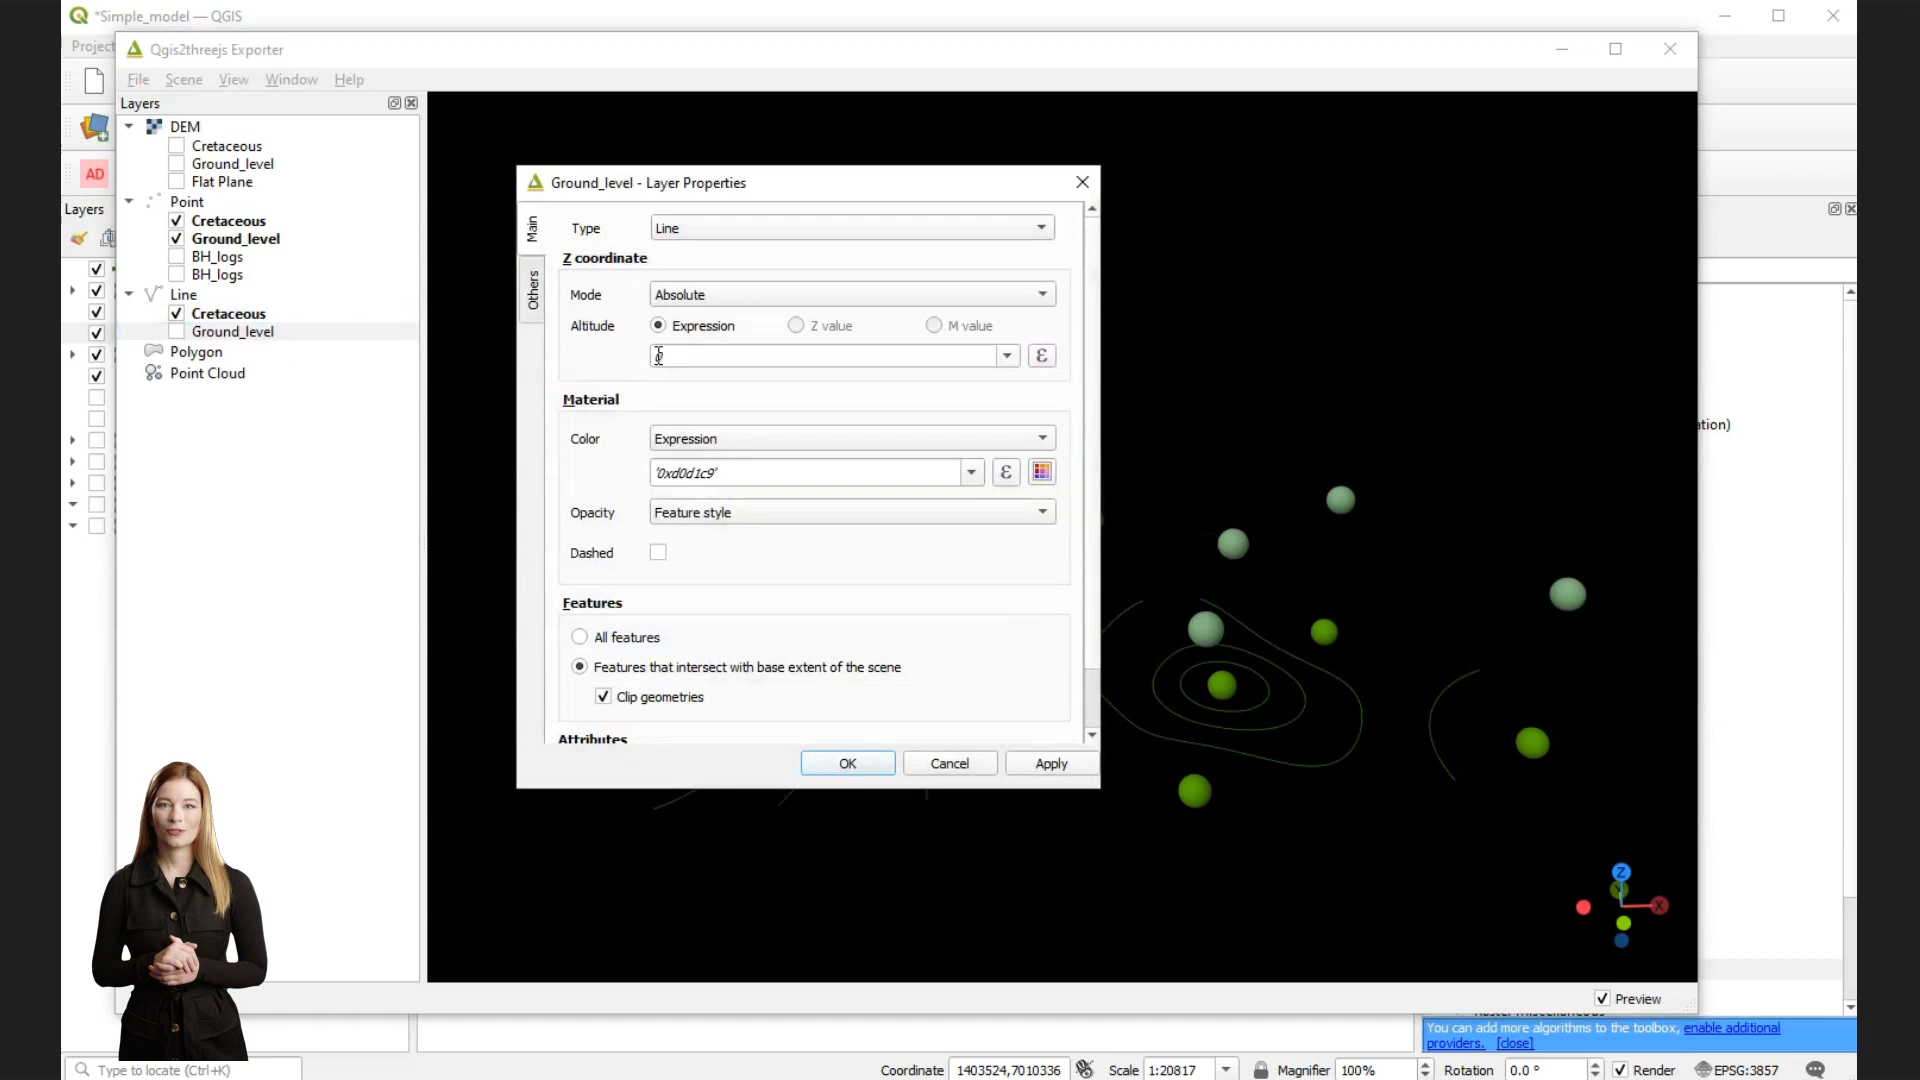 *Simple_model — QGIS
Project
Qgis2threejs Exporter
File Scene View Window Help
Layers
DEM
Cretaceous
Ground_level
Flat Plane
Point
Cretaceous
Ground_level
BH_logs
BH_logs
Line
Cretaceous
Ground_level
Polygon
Point Cloud
AD
Layers
Ground_level - Layer Properties
Main
Others
Type Line
Z coordinate
Mode Absolute
Altitude Expression Z value M value
0
ε
Material
Color Expression
'0xd0d1c9'
ε
Opacity Feature style
Dashed
Features
All features
Features that intersect with base extent of the scene
Clip geometries
Attributes
OK Cancel Apply
ation)
Z
Y
X
Preview
You can add more algorithms to the toolbox, enable additional
providers. [close]
Type to locate (Ctrl+K)
Coordinate 1403524,7010336 Scale 1:20817 Magnifier 100% Rotation 0.0 ° Render EPSG:3857